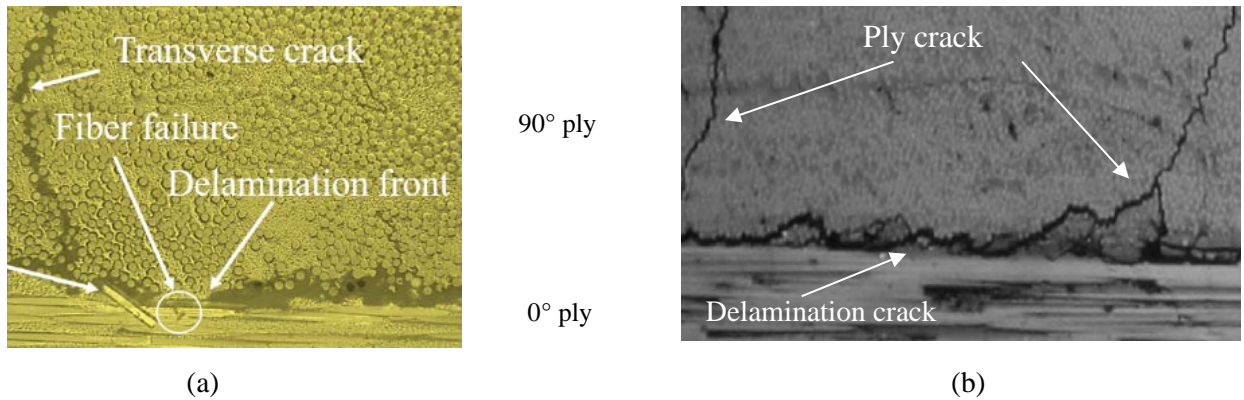 Transverse crack
Fiber failure
Delamination front
90° ply
0° ply
(a)
Ply crack
Delamination crack
(b)